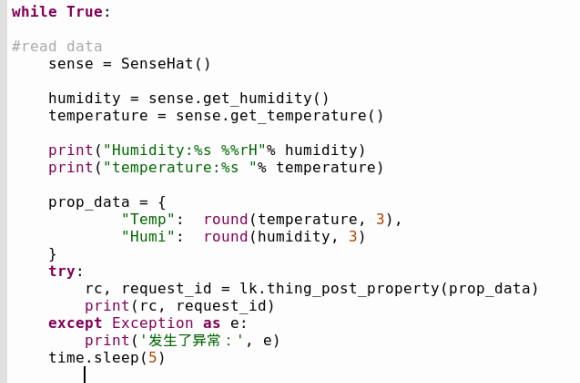 while True:
#read data
    sense = SenseHat()
    humidity = sense.get_humidity()
    temperature = sense.get_temperature()
    print("Humidity:%s %%rH"% humidity)
    print("temperature:%s "% temperature)
    prop_data = {
            "Temp":  round(temperature, 3),
            "Humi":  round(humidity, 3)
    }
    try:
        rc, request_id = lk.thing_post_property(prop_data)
        print(rc, request_id)
    except Exception as e:
        print('发生了异常：', e)
    time.sleep(5)